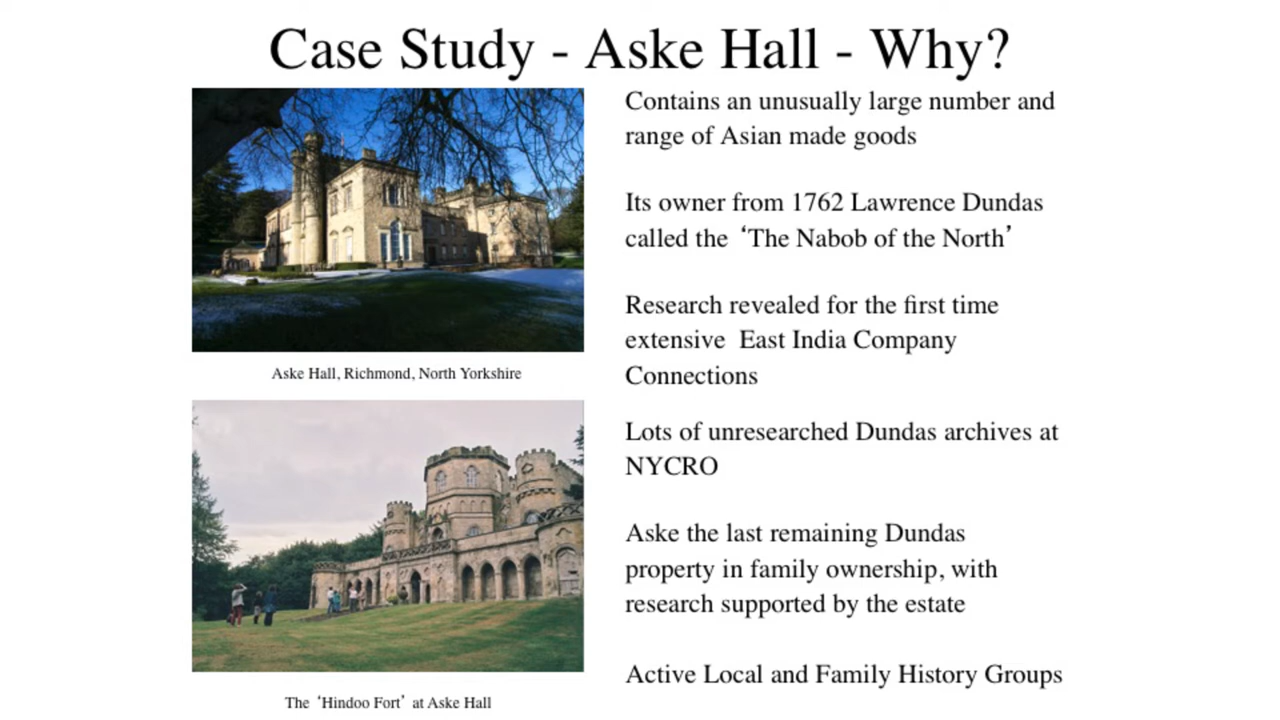 Case Study - Aske Hall - Why?
Contains an unusually large number and
range of Asian made goods
Its owner from 1762 Lawrence Dundas
called the ‘The Nabob of the North’
Research revealed for the first time
extensive East India Company
Connections
Aske Hall, Richmond, North Yorkshire
Lots of unresearched Dundas archives at
NYCRO
Aske the last remaining Dundas
property in family ownership, with
research supported by the estate
Active Local and Family History Groups
The ‘Hindoo Fort’ at Aske Hall